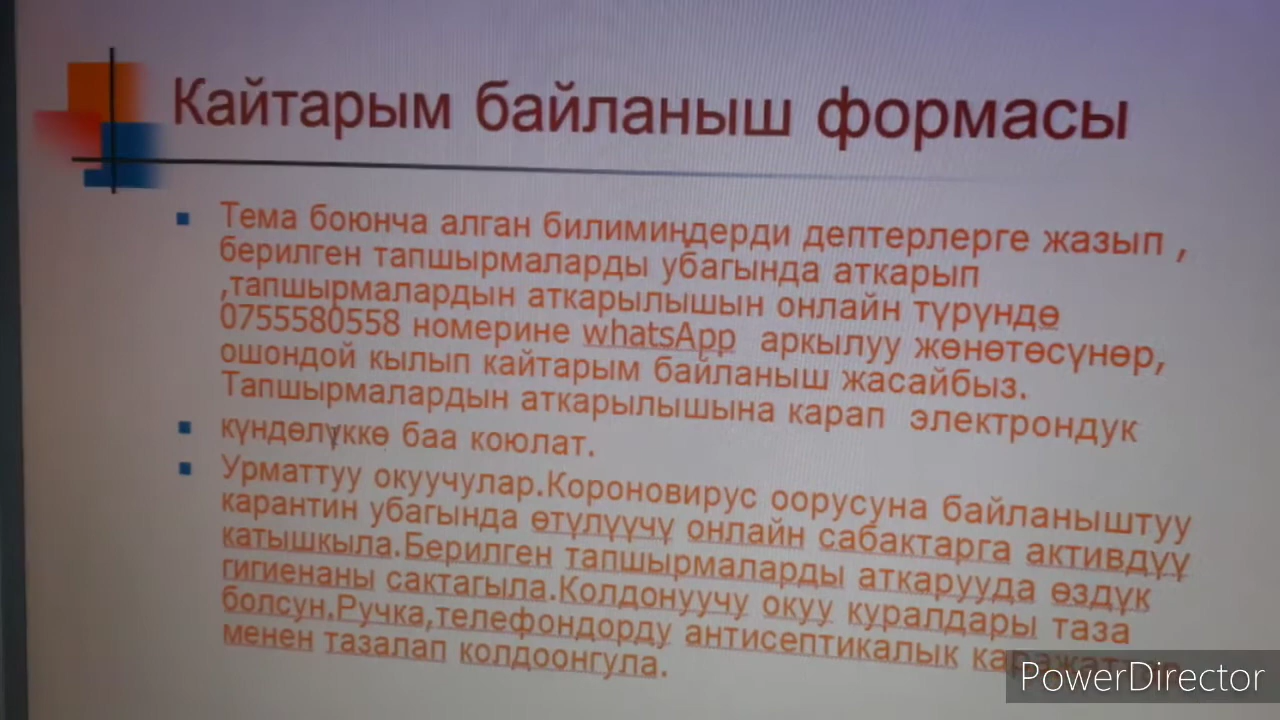 Кайтарым байланыш формасы
Тема боюнча алган билимиңдерди дептерлерге жазып ,
берилген тапшырмаларды убагында аткарып
,тапшырмалардын аткарылышын онлайн түрүндө
0755580558 номерине whatsApp аркылуу жөнөтөсүнөр,
ошондой кылып кайтарым байланыш жасайбыз.
Тапшырмалардын аткарылышына карап электрондук
күндөлүккө баа коюлат.
Урматтуу окуучулар.Короновирус оорусуна байланыштуу
карантин убагында өтүлүүчү онлайн сабактарга активдүү
катышкыла.Берилген тапшырмаларды аткарууда өздүк
гигиенаны сактагыла.Колдонуучу окуу куралдары таза
болсун.Ручка,телефондорду антисептикалык
менен тазалап колдоонгула.
PowerDirector